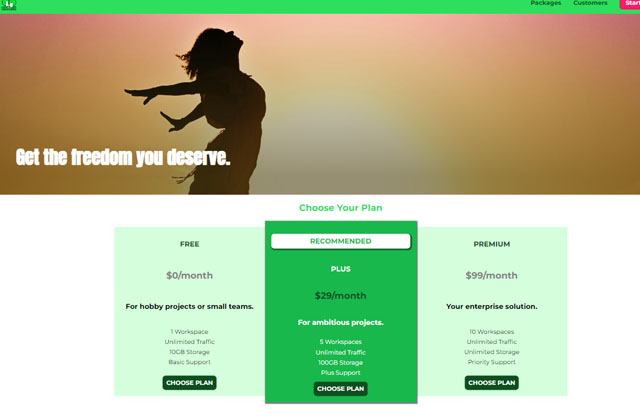 Packages
Customers
Start
Get the freedom you deserve.
Choose Your Plan
FREE
$0/month
For hobby projects or small teams.
1 Workspace
Unlimited Traffic
10GB Storage
Basic Support
CHOOSE PLAN
RECOMMENDED
PLUS
$29/month
For ambitious projects.
5 Workspaces
Unlimited Traffic
100GB Storage
Plus Support
CHOOSE PLAN
PREMIUM
$99/month
Your enterprise solution.
10 Workspaces
Unlimited Traffic
Unlimited Storage
Priority Support
CHOOSE PLAN